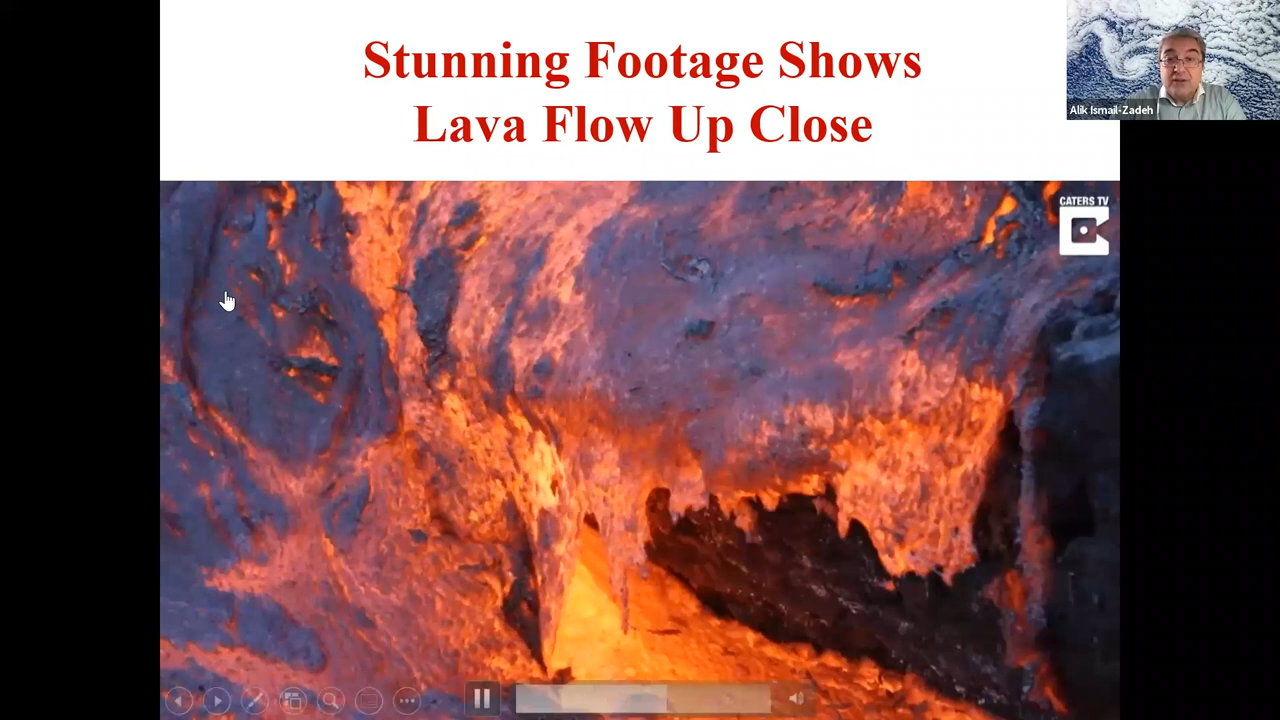 Stunning Footage Shows
Lava Flow Up Close
Alik Ismail-Zadeh
CATERS TV